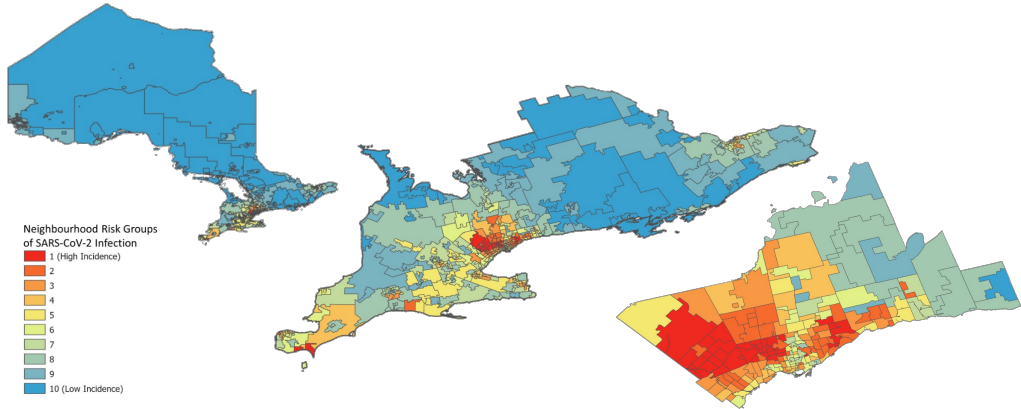 Neighbourhood Risk Groups
of SARS-CoV-2 Infection
1 (High Incidence)
2
3
4
5
6
7
8
9
10 (Low Incidence)